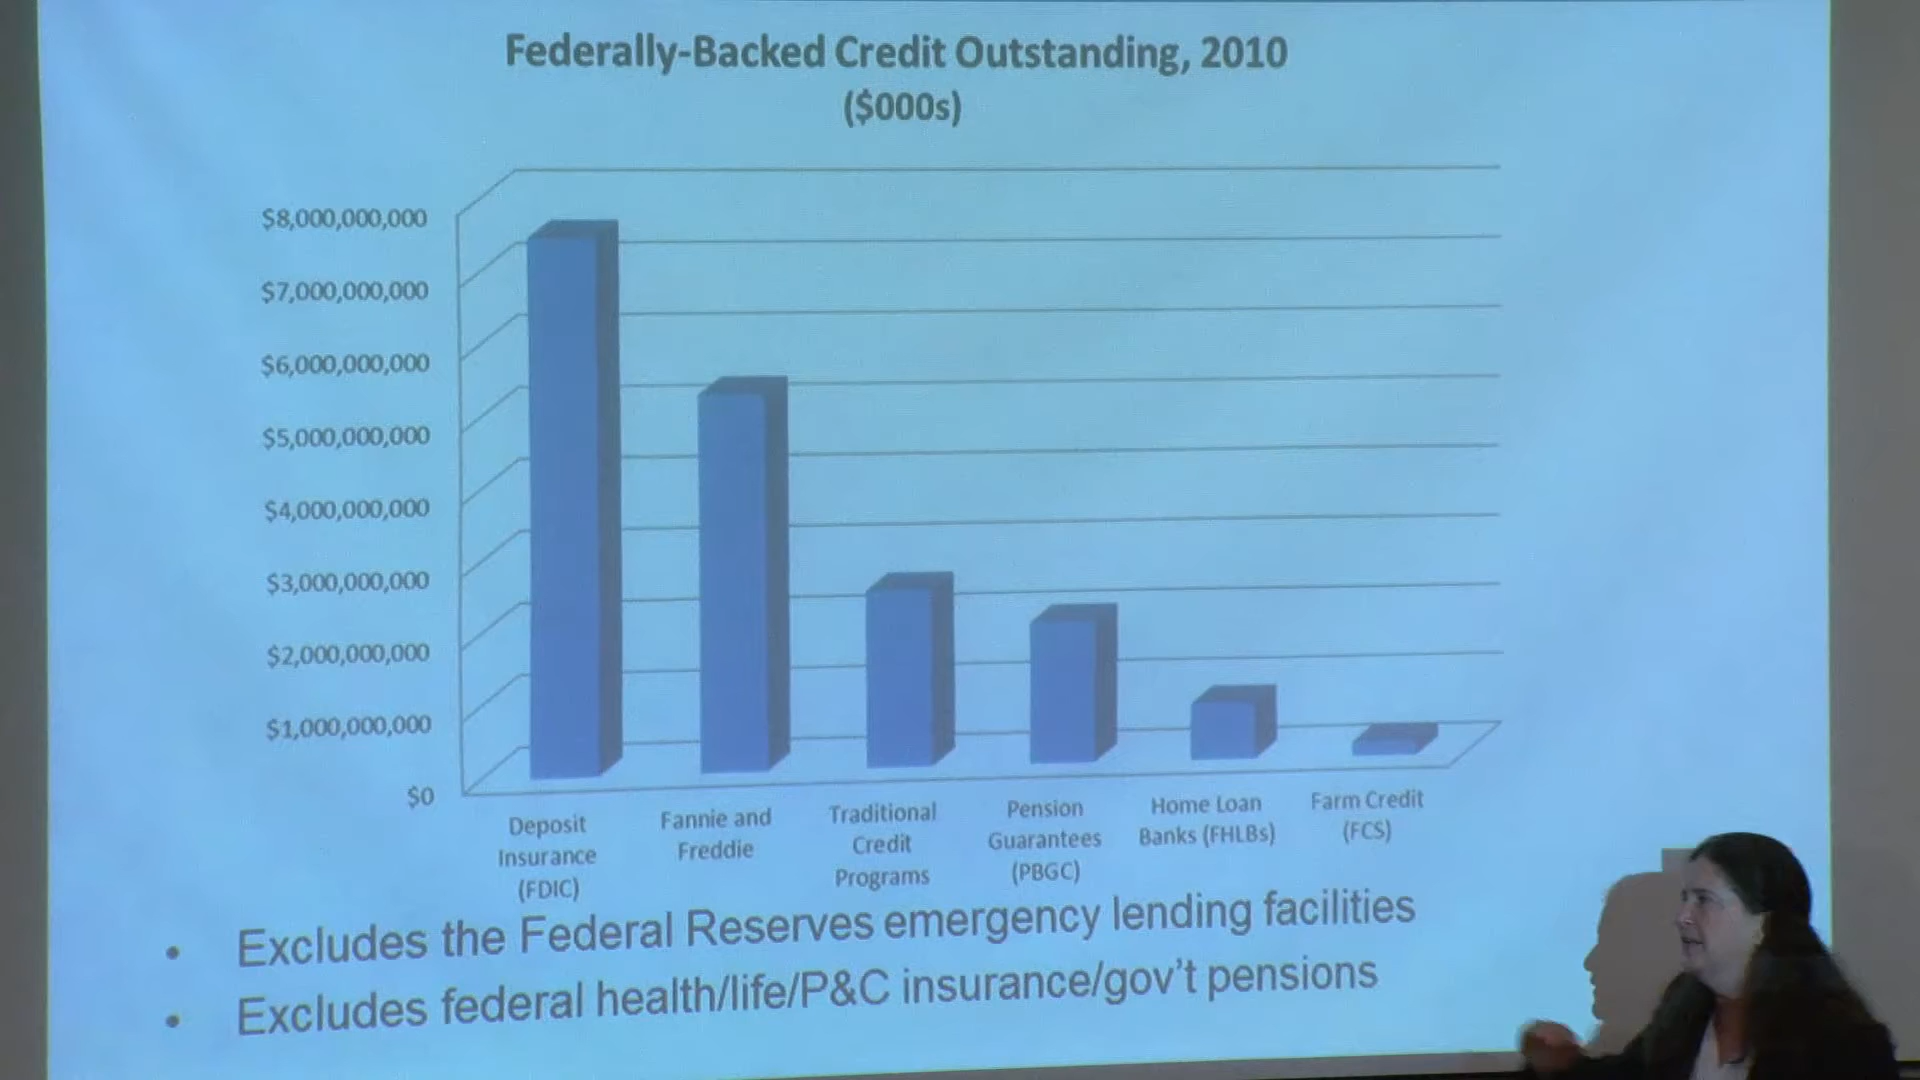 Federally-Backed Credit Outstanding, 2010
($000s)
$8,000,000,000
$7,000,000,000
$6,000,000,000
$5,000,000,000
$4,000,000,000
$3,000,000,000
$2,000,000,000
$1,000,000,000
$0
Deposit
Insurance
(FDIC)
Fannie and
Freddie
Traditional
Credit
Programs
Pension
Guarantees
(PBGC)
Home Loan
Banks (FHLBs)
Farm Credit
(FCS)
• Excludes the Federal Reserves emergency lending facilities
• Excludes federal health/life/P&C insurance/gov't pensions